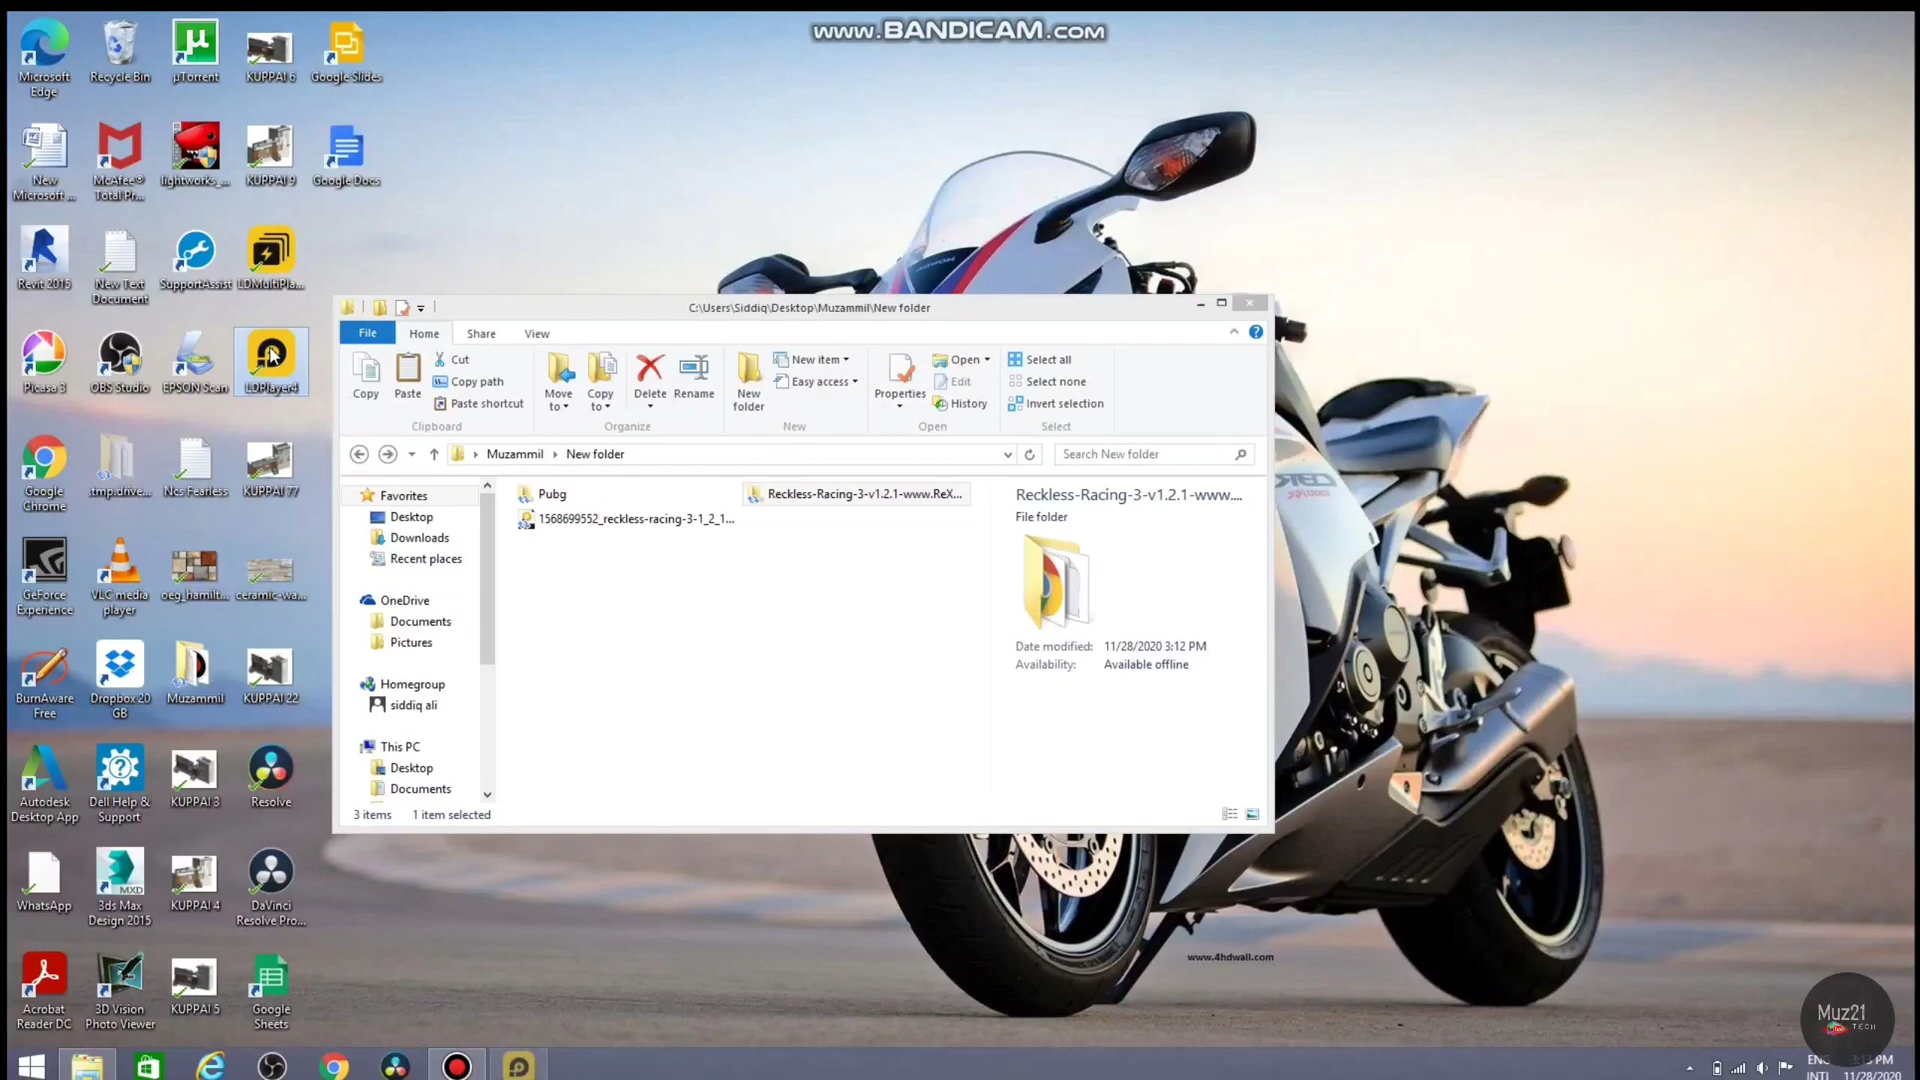 www.BANDICAM.com
Microsoft
Edge
Recycle Bin
µTorrent
KUPPAI 6
Google Slides
New
Microsoft ...
McAfee®
Total Pr...
lightworks_...
KUPPAI 9
Google Docs
Revit 2015
New Text
Document
SupportAssist
LDMultiPla...
Picasa 3
OBS Studio
EPSON Scan
LDPlayer4
Google
Chrome
.tmp.drive...
Ncs Fearless
KUPPAI 77
GeForce
Experience
VLC media
player
oeg_hamilt...
ceramic-wa...
BurnAware
Free
Dropbox 20
GB
Muzammil
KUPPAI 22
Autodesk
Desktop App
Dell Help &
Support
KUPPAI 3
Resolve
WhatsApp
MXD
3ds Max
Design 2015
KUPPAI 4
DaVinci
Resolve Pro...
Acrobat
Reader DC
3D Vision
Photo Viewer
KUPPAI 5
Google
Sheets
C:\Users\Siddiq\Desktop\Muzammil\New folder
File Home Share View
Copy
Paste
Cut
Copy path
Paste shortcut
Clipboard
Move
to
Copy
to
Delete
Rename
Organize
New
folder
New item
Easy access
New
Properties
Open
Edit
History
Open
Select all
Select none
Invert selection
Select
Muzammil New folder
Search New folder
Favorites
Desktop
Downloads
Recent places
OneDrive
Documents
Pictures
Homegroup
siddiq ali
This PC
Desktop
Documents
Pubg
Reckless-Racing-3-v1.2.1-www.ReX...
1568699552_reckless-racing-3-1_2_1...
Reckless-Racing-3-v1.2.1-www....
File folder
Date modified: 11/28/2020 3:12 PM
Availability: Available offline
3 items 1 item selected
www.4hdwall.com
Muz21
TECH
ENG 3:13 PM
INTL 11/28/2020